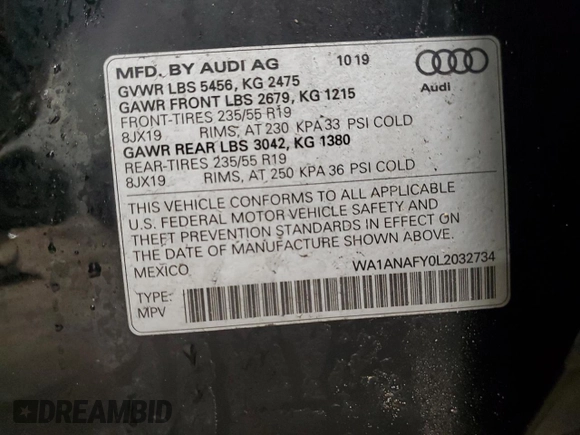 MFD. BY AUDI AG 10 19
GVWR LBS 5456, KG 2475
GAWR FRONT LBS 2679, KG 1215
FRONT-TIRES 235/55 R19
8JX19 RIMS, AT 230 KPA 33 PSI COLD
GAWR REAR LBS 3042, KG 1380
REAR-TIRES 235/55 R19
8JX19 RIMS, AT 250 KPA 36 PSI COLD
Audi
THIS VEHICLE CONFORMS TO ALL APPLICABLE
U.S. FEDERAL MOTOR VEHICLE SAFETY AND
THEFT PREVENTION STANDARDS IN EFFECT ON
THE DATE OF MANUFACTURE SHOWN ABOVE.
MEXICO WA1ANAFY0L2032734
TYPE:
MPV
DREAMBID